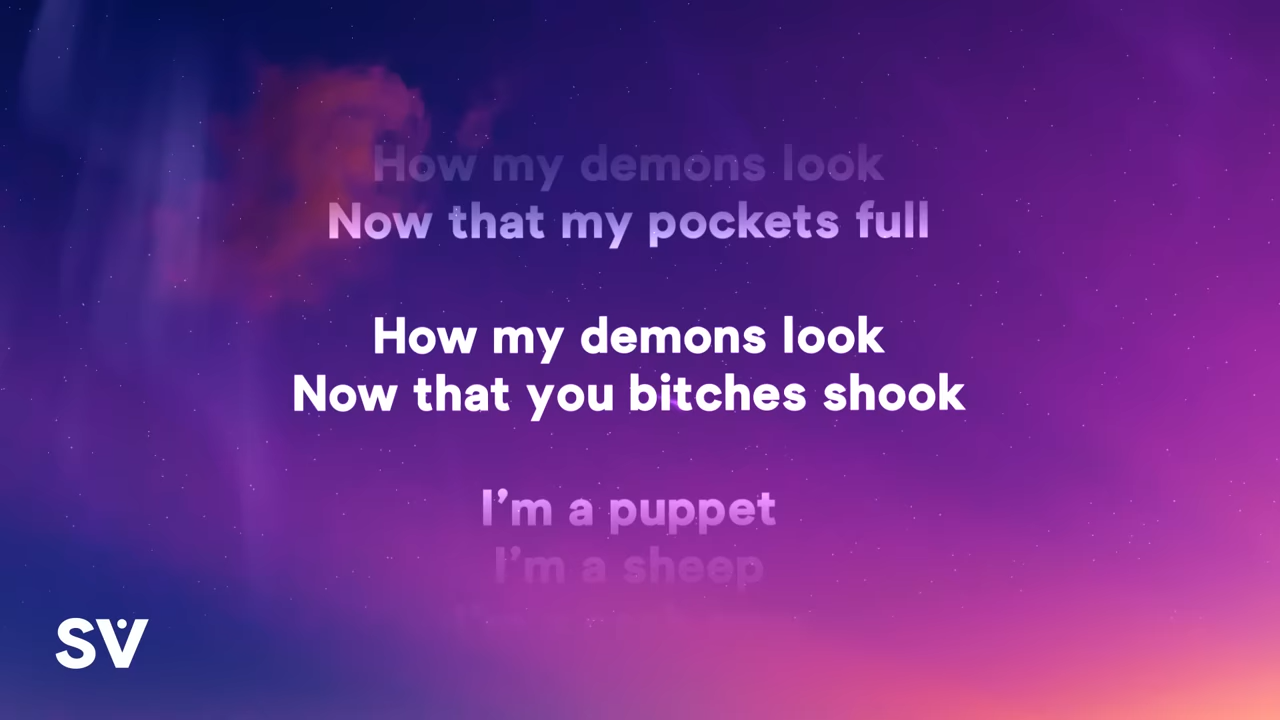 How my demons look
Now that my pockets full
How my demons look
Now that you bitches shook
I'm a puppet
I'm a sheep
SV